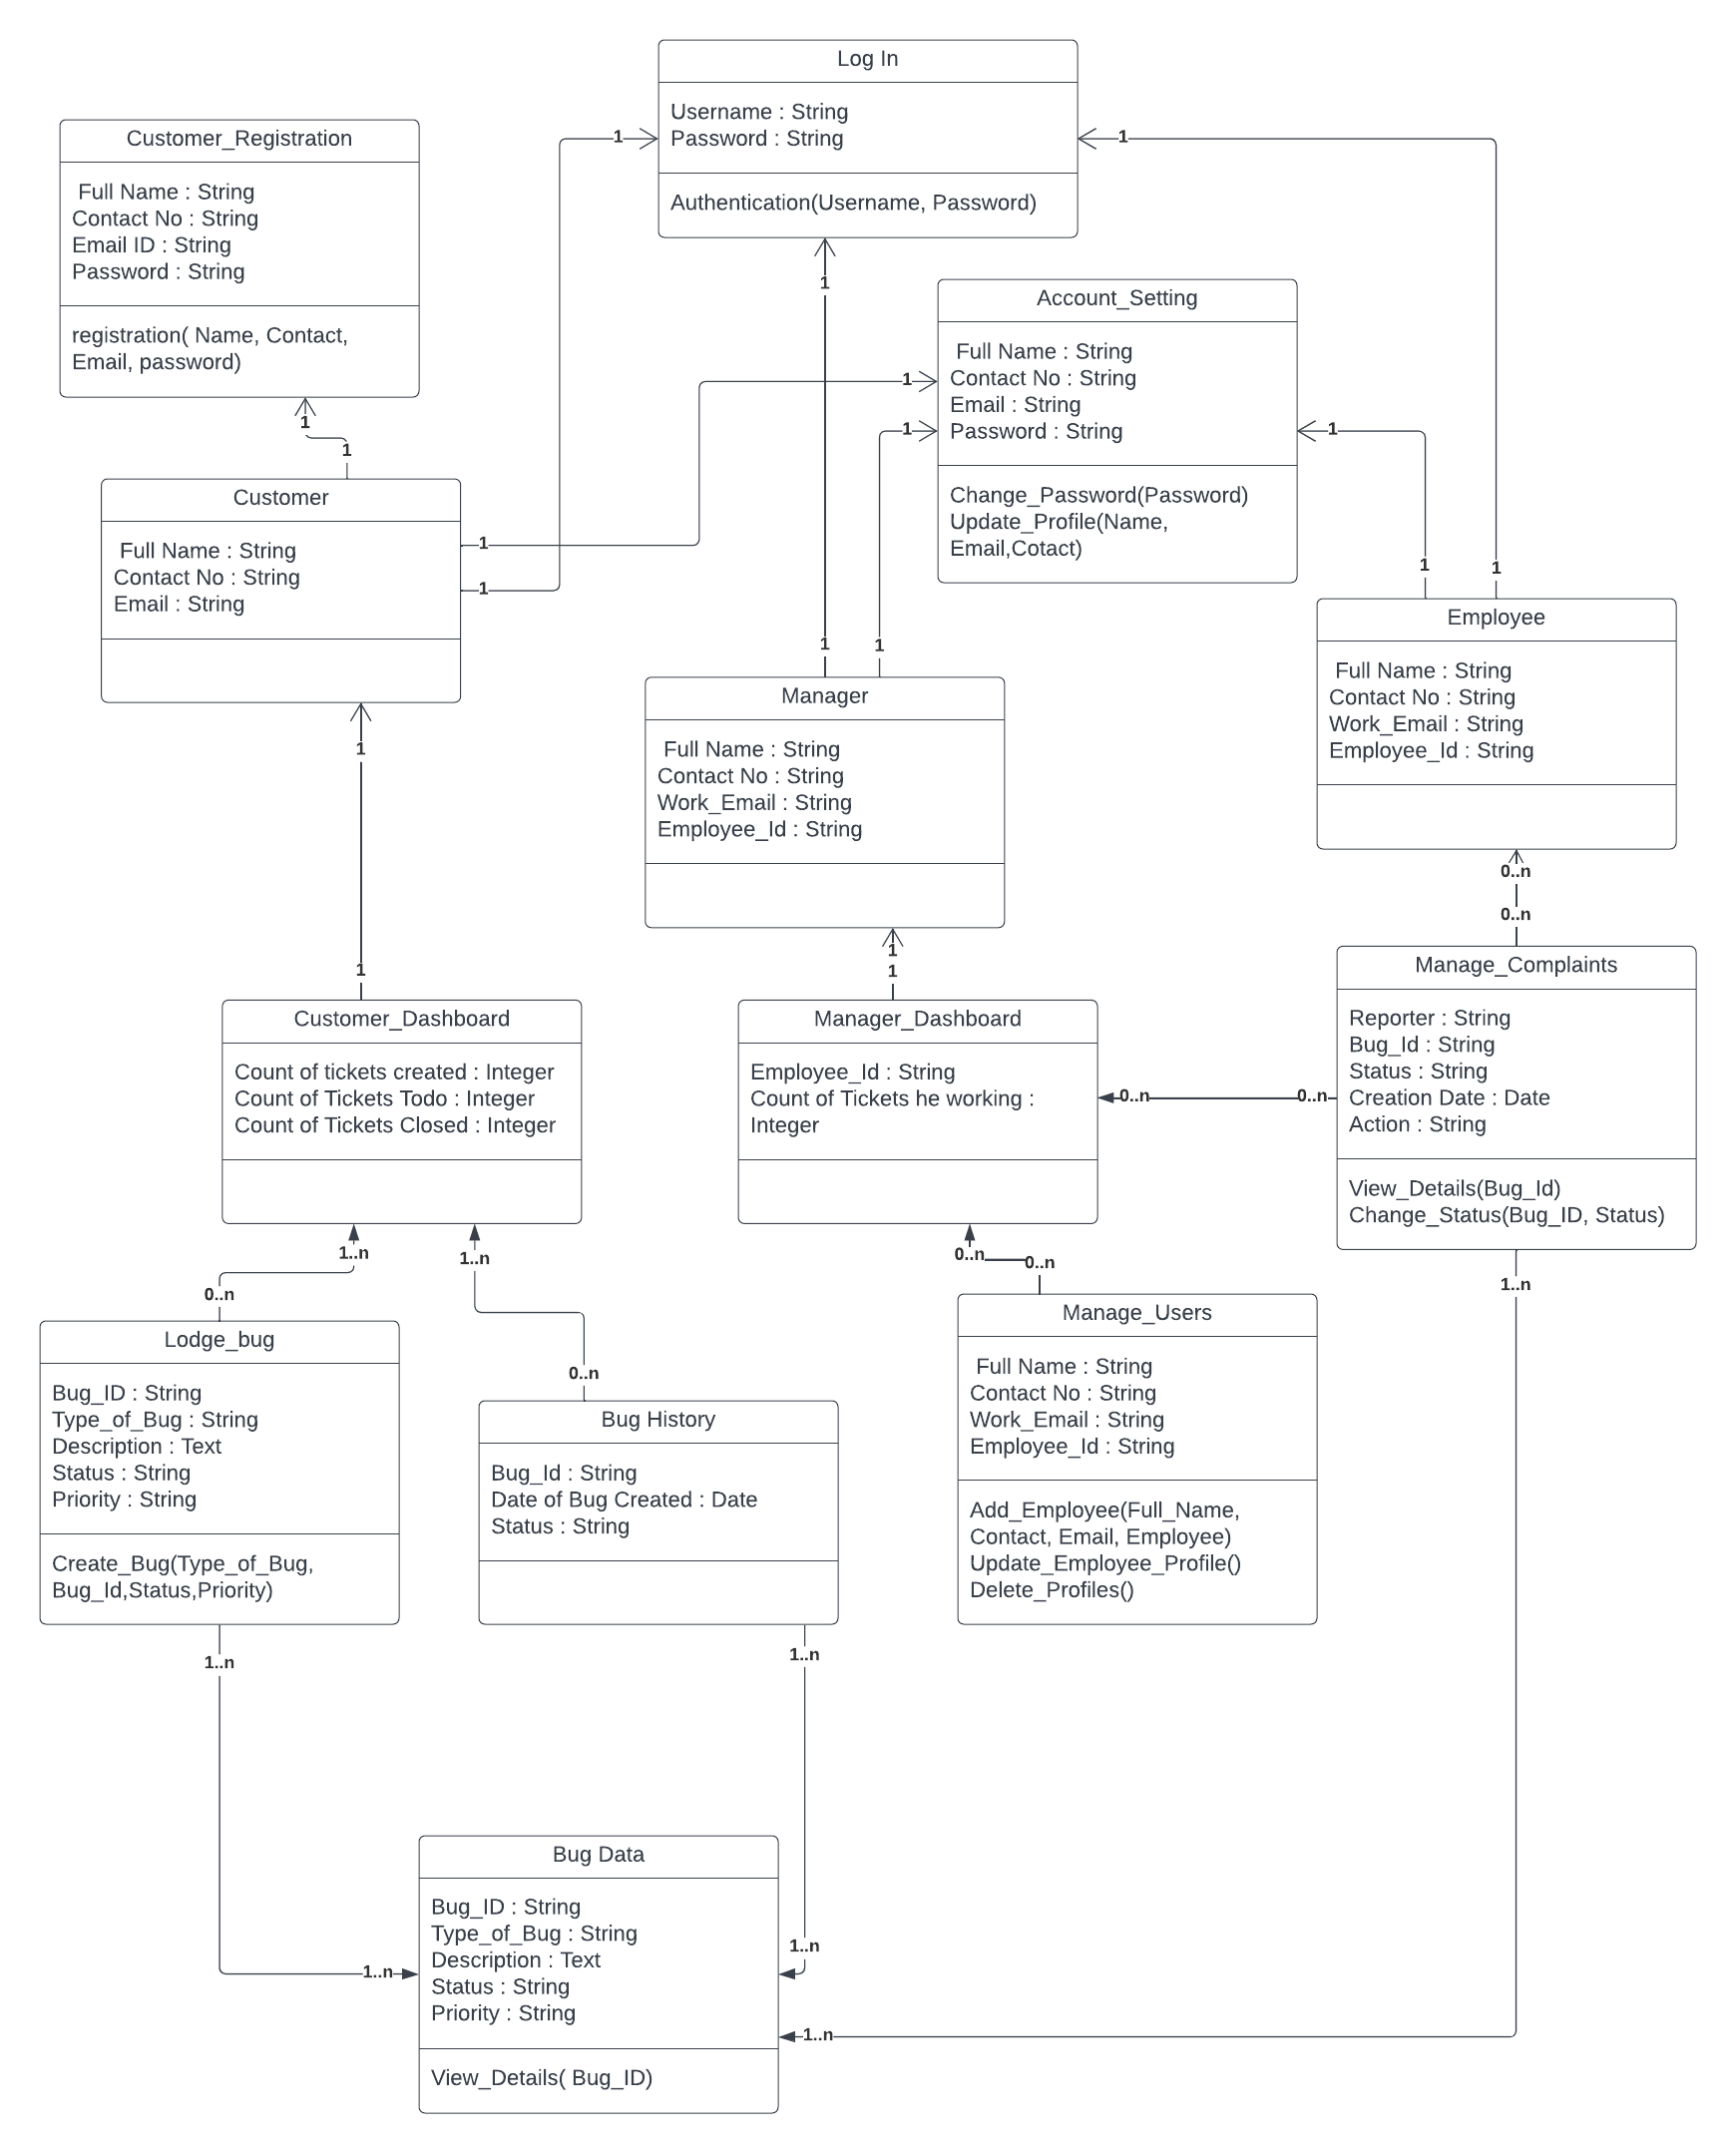 Log In
Username : String
Password : String
Authentication(Username, Password)
1
1
Customer_Registration
Full Name : String
Contact No : String
Email ID : String
Password : String
registration( Name, Contact,
Email, password)
1
1
1
Account_Setting
Full Name : String
Contact No : String
Email : String
Password : String
Change_Password(Password)
Update_Profile(Name,
Email,Cotact)
1
1
1
Customer
Full Name : String
Contact No : String
Email : String
1
1
1
1
1
1
Employee
Full Name : String
Contact No : String
Work_Email : String
Employee_Id : String
Manager
Full Name : String
Contact No : String
Work_Email : String
Employee_Id : String
1
1
0..n
0..n
1
1
Customer_Dashboard
Count of tickets created : Integer
Count of Tickets Todo : Integer
Count of Tickets Closed : Integer
Manager_Dashboard
Employee_Id : String
Count of Tickets he working :
Integer
0..n
0..n
Manage_Complaints
Reporter : String
Bug_Id : String
Status : String
Creation Date : Date
Action : String
View_Details(Bug_Id)
Change_Status(Bug_ID, Status)
1..n
1..n
0..n
0..n
1..n
0..n
0..n
Lodge_bug
Bug_ID : String
Type_of_Bug : String
Description : Text
Status : String
Priority : String
Create_Bug(Type_of_Bug,
Bug_Id,Status,Priority)
Bug History
Bug_Id : String
Date of Bug Created : Date
Status : String
Manage_Users
Full Name : String
Contact No : String
Work_Email : String
Employee_Id : String
Add_Employee(Full_Name,
Contact, Email, Employee)
Update_Employee_Profile()
Delete_Profiles()
1..n
1..n
Bug Data
Bug_ID : String
Type_of_Bug : String
Description : Text
Status : String
Priority : String
View_Details( Bug_ID)
1..n
1..n
1..n